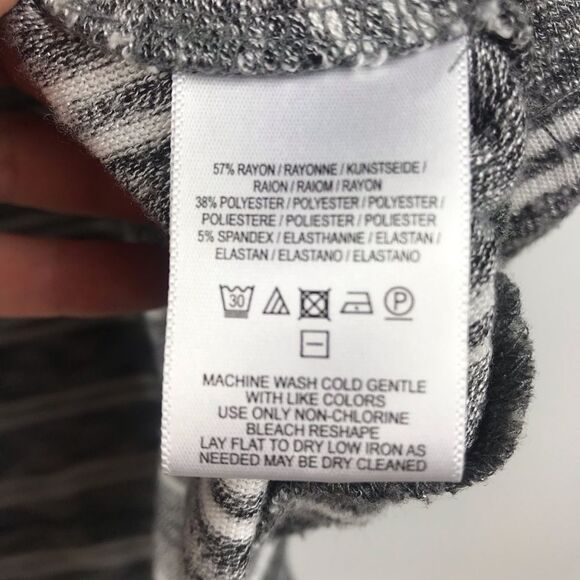 57% RAYON / RAYONNE / KUNSTSEIDE /
RAION / RAIOM / RAYON
38% POLYESTER / POLYESTER / POLYESTER /
POLIESTERE / POLIESTER / POLIESTER
5% SPANDEX / ELASTHANNE / ELASTAN /
ELASTAN / ELASTANO / ELASTANO
30 P
MACHINE WASH COLD GENTLE
WITH LIKE COLORS
USE ONLY NON-CHLORINE
BLEACH RESHAPE
LAY FLAT TO DRY LOW IRON AS
NEEDED MAY BE DRY CLEANED